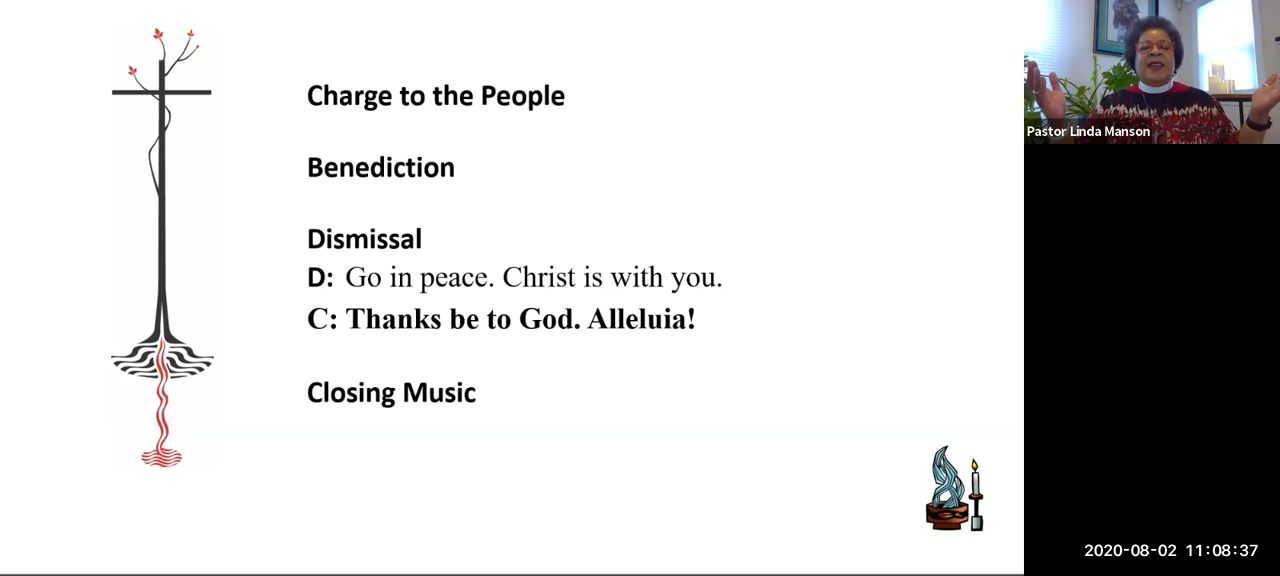 Charge to the People
Benediction
Dismissal
D: Go in peace. Christ is with you.
C: Thanks be to God. Alleluia!
Closing Music
Pastor Linda Manson
2020-08-02 11:08:37